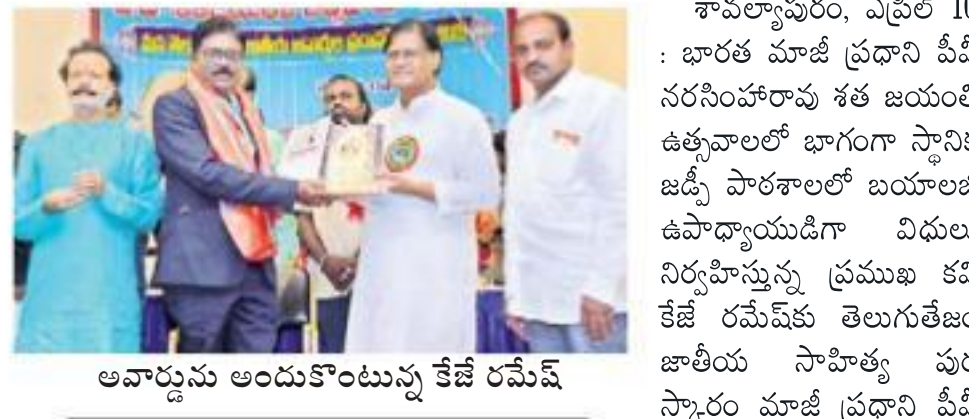 అవార్డును అందుకొంటున్న కేజే రమేష్
శావల్యాపురం, ఏప్రిల్ 10
: భారత మాజీ ప్రధాని పీవీ
నరసింహారావు శత జయంతి
ఉత్సవాలలో భాగంగా స్థానిక
జడ్పీ పాఠశాలలో బయాలజీ
ఉపాధ్యాయుడిగా విధులు
నిర్వహిస్తున్న ప్రముఖ కవి
కేజే రమేష్‌కు తెలుగుతేజం
జాతీయ సాహిత్య పుర
స్కారం మాజీ ప్రధాని పీవీ